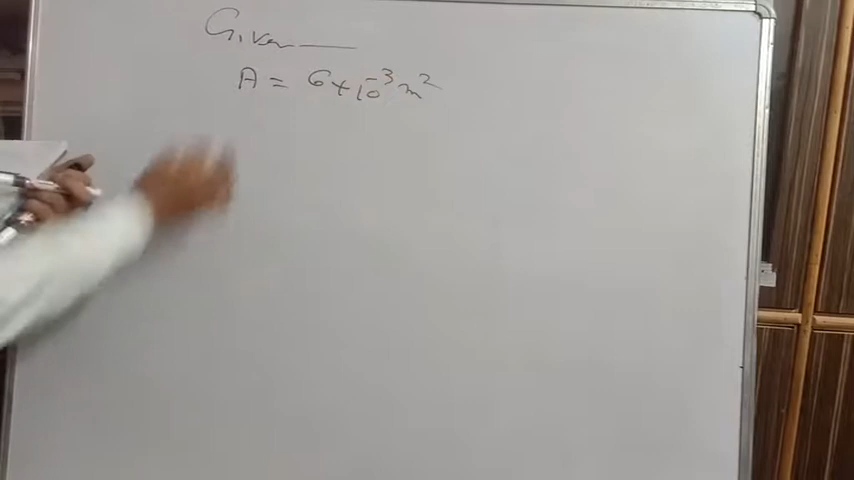 Given
A = 6×10⁻³ m²